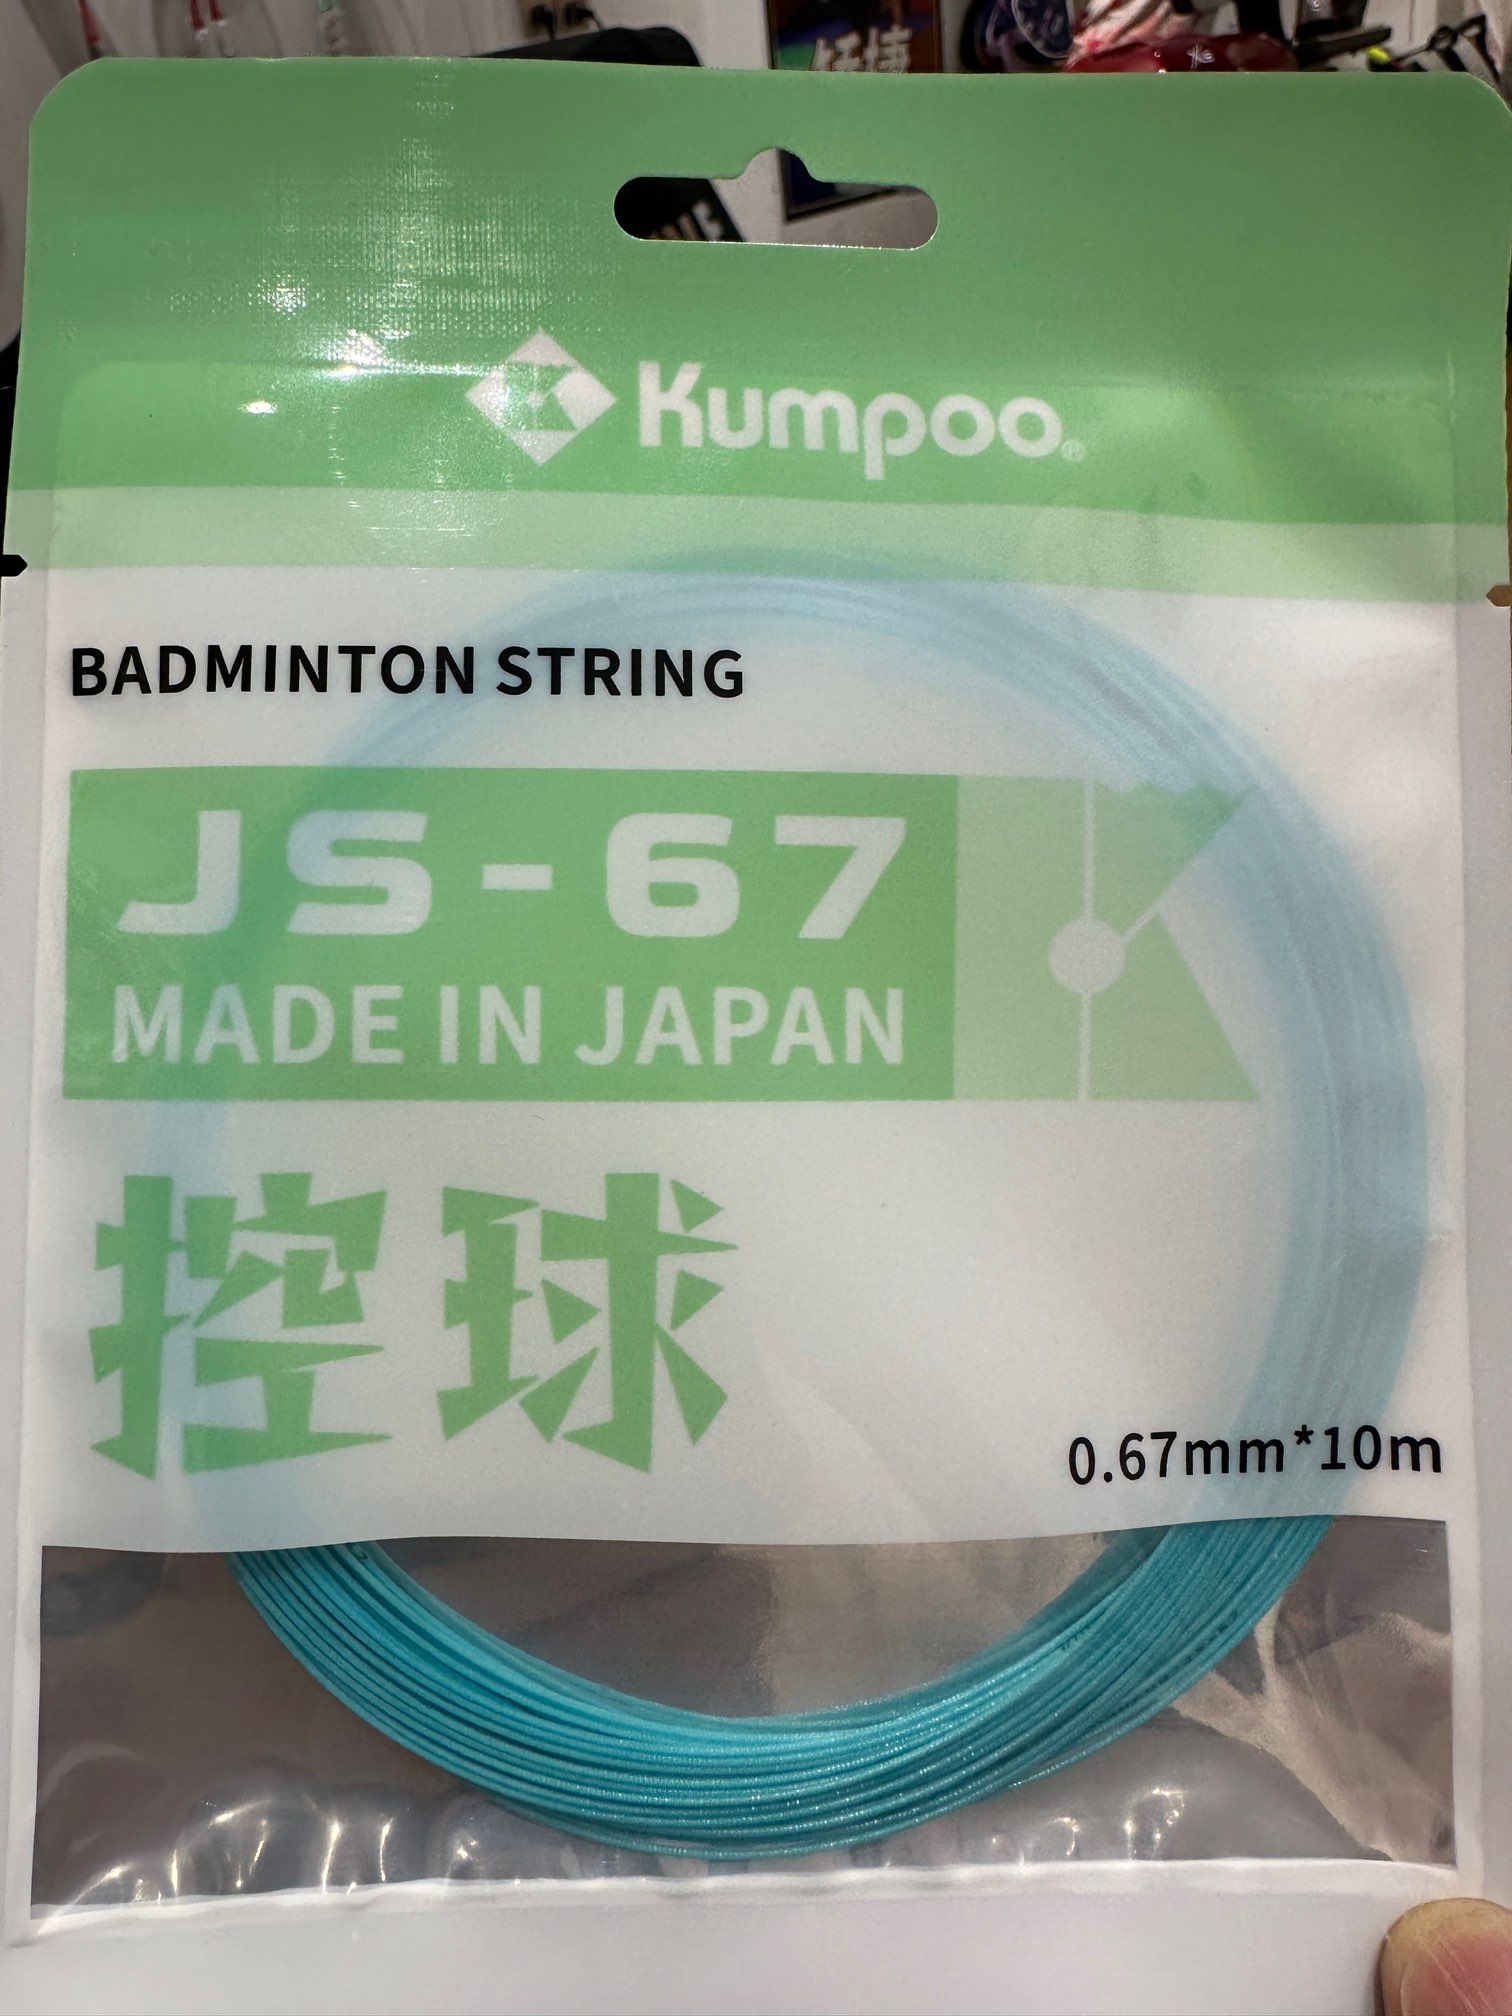 Kumpoo®
BADMINTON STRING
JS-67
MADE IN JAPAN
控球
0.67mm*10m